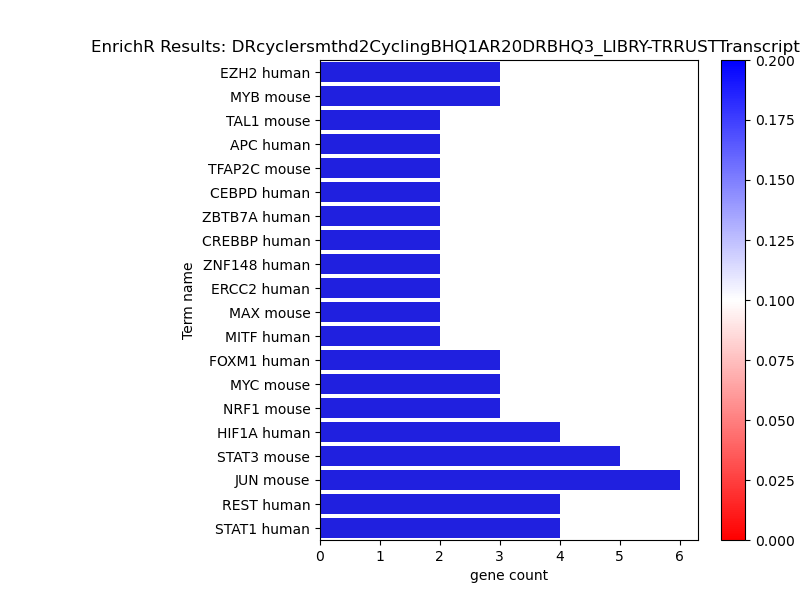 EnrichR Results: DRcyclersmthd2CyclingBHQ1AR20DRBHQ3_LIBRY-TRRUSTTranscript
EZH2 human
MYB mouse
TAL1 mouse
APC human
TFAP2C mouse
CEBPD human
ZBTB7A human
CREBBP human
ZNF148 human
ERCC2 human
MAX mouse
MITF human
FOXM1 human
MYC mouse
NRF1 mouse
HIF1A human
STAT3 mouse
JUN mouse
REST human
STAT1 human
Term name
0 1 2 3 4 5 6
gene count
0.200
0.175
0.150
0.125
0.100
0.075
0.050
0.025
0.000